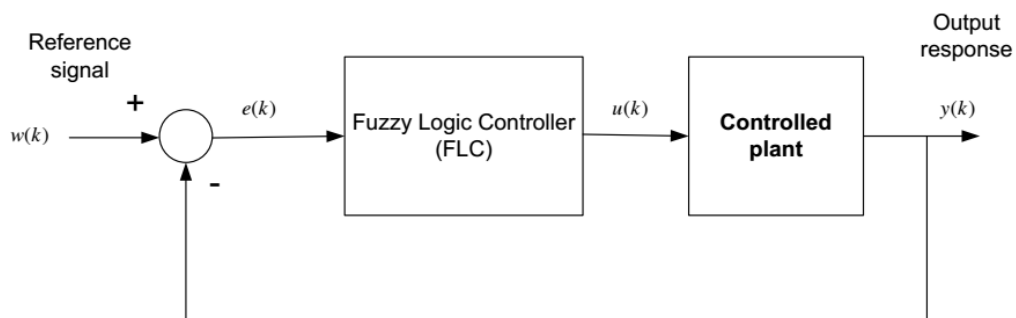 Reference
signal
Output
response
+
w(k)
e(k)
Fuzzy Logic Controller
(FLC)
u(k)
Controlled
plant
y(k)
-